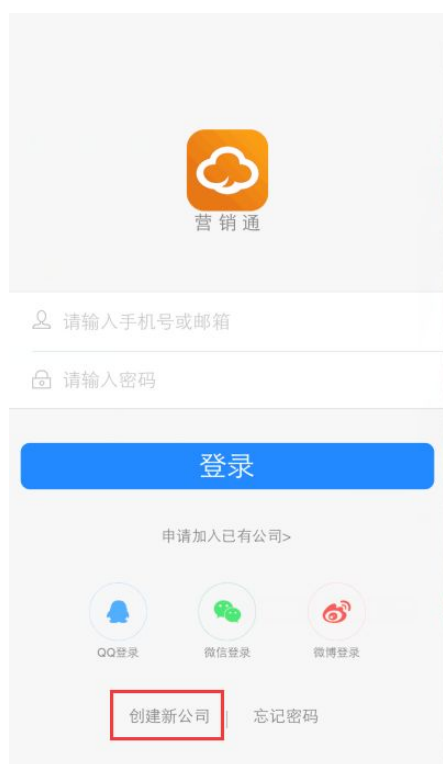 营销通
请输入手机号或邮箱
请输入密码
登录
申请加入已有公司>
QQ登录 微信登录 微博登录
创建新公司 | 忘记密码